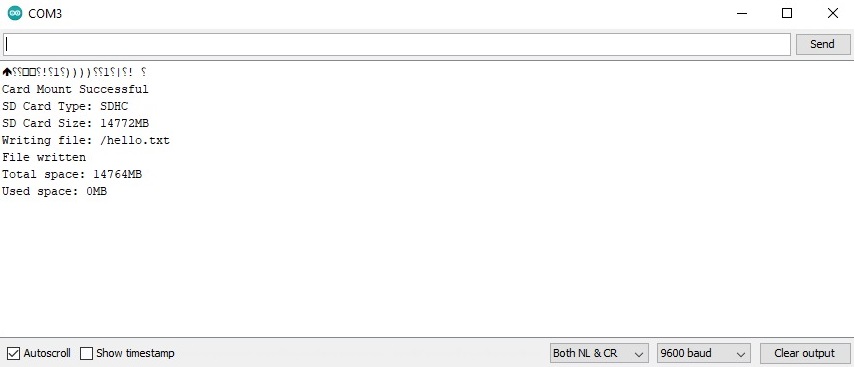 COM3
Send
Card Mount Successful
SD Card Type: SDHC
SD Card Size: 14772MB
Writing file: /hello.txt
File written
Total space: 14764MB
Used space: 0MB
Autoscroll Show timestamp Both NL & CR 9600 baud Clear output